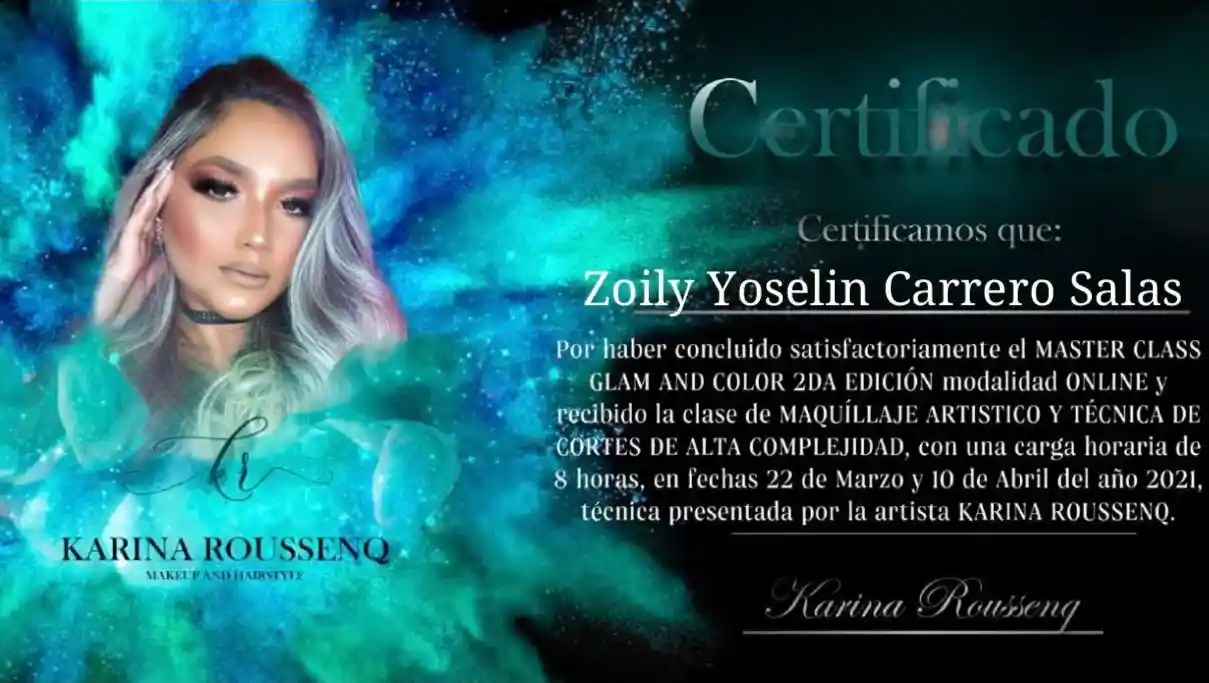 Certificado
Certificamos que:
Zoily Yoselin Carrero Salas
Por haber concluído satisfactoriamente el MASTER CLASS
GLAM AND COLOR 2DA EDICIÓN modalidad ONLINE y
recibido la clase de MAQUÍLLAJE ARTISTICO Y TÉCNICA DE
CORTES DE ALTA COMPLEJIDAD, con una carga horaria de
8 horas, en fechas 22 de Marzo y 10 de Abril del año 2021,
técnica presentada por la artista KARINA ROUSSENQ.
Karina Roussenq
kr
KARINA ROUSSENQ
MAKEUP AND HAIRSTYLE